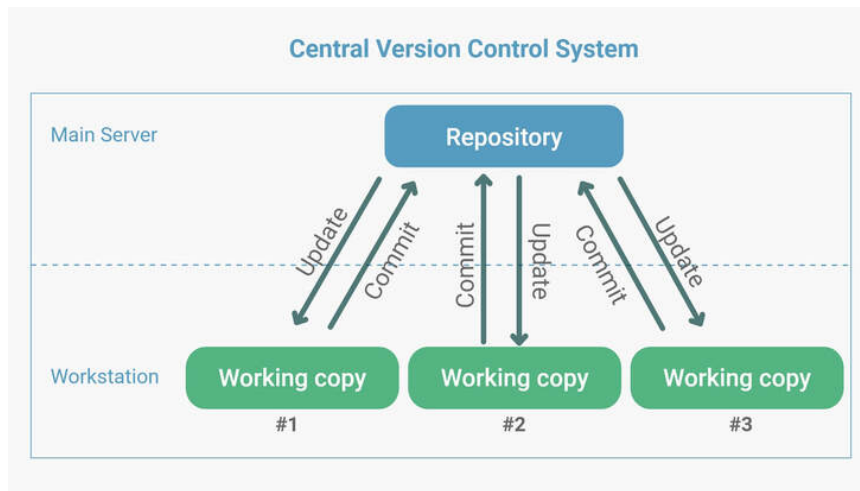 Central Version Control System
Main Server
Repository
Update
Commit
Commit
Update
Commit
Update
Workstation
Working copy
Working copy
Working copy
#1
#2
#3